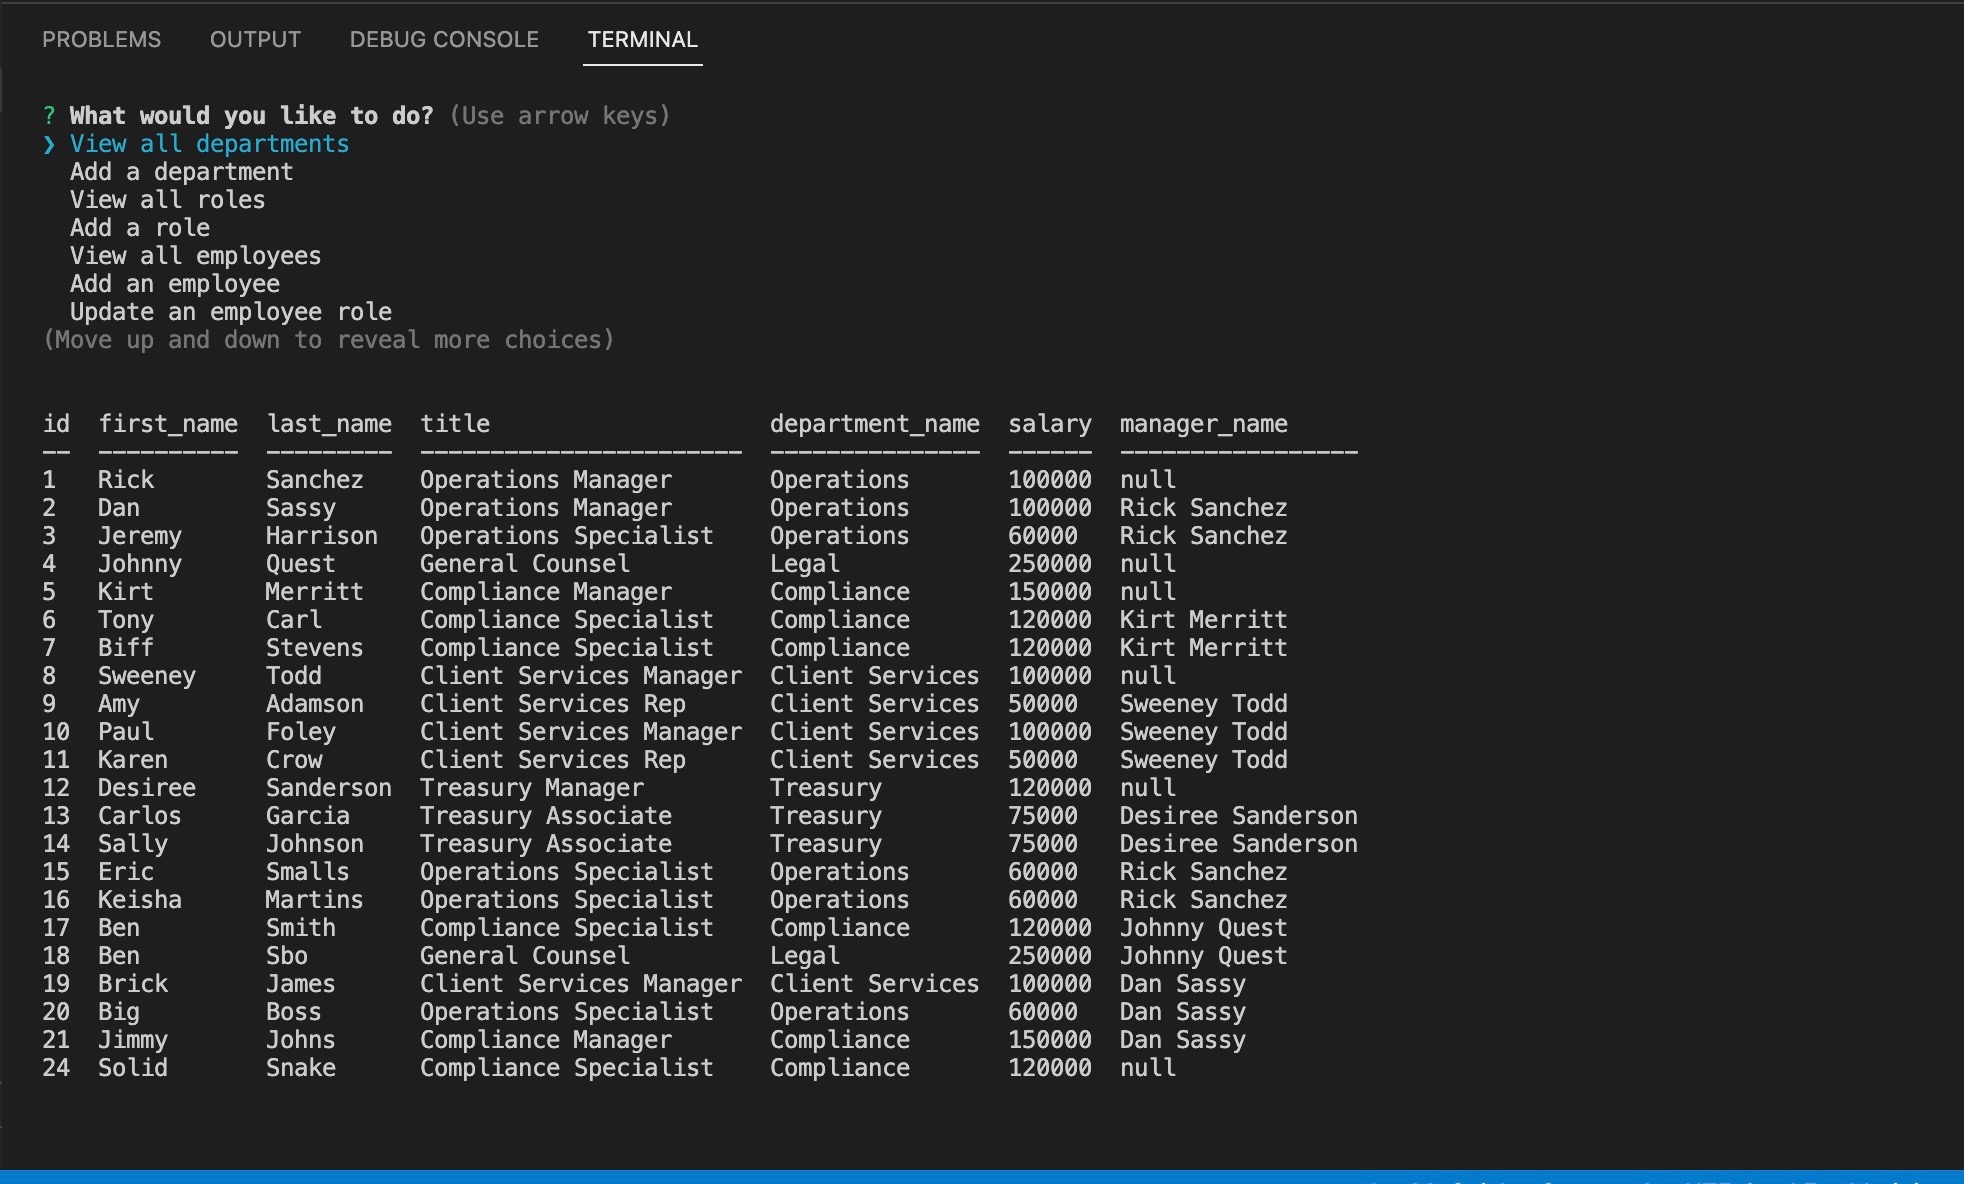 PROBLEMS OUTPUT DEBUG CONSOLE TERMINAL
? What would you like to do? (Use arrow keys)
❯ View all departments
Add a department
View all roles
Add a role
View all employees
Add an employee
Update an employee role
(Move up and down to reveal more choices)
id first_name last_name title department_name salary manager_name
-- ---------- --------- ----------------------- --------------- ------ -----------------
1 Rick Sanchez Operations Manager Operations 100000 null
2 Dan Sassy Operations Manager Operations 100000 Rick Sanchez
3 Jeremy Harrison Operations Specialist Operations 60000 Rick Sanchez
4 Johnny Quest General Counsel Legal 250000 null
5 Kirt Merritt Compliance Manager Compliance 150000 null
6 Tony Carl Compliance Specialist Compliance 120000 Kirt Merritt
7 Biff Stevens Compliance Specialist Compliance 120000 Kirt Merritt
8 Sweeney Todd Client Services Manager Client Services 100000 null
9 Amy Adamson Client Services Rep Client Services 50000 Sweeney Todd
10 Paul Foley Client Services Manager Client Services 100000 Sweeney Todd
11 Karen Crow Client Services Rep Client Services 50000 Sweeney Todd
12 Desiree Sanderson Treasury Manager Treasury 120000 null
13 Carlos Garcia Treasury Associate Treasury 75000 Desiree Sanderson
14 Sally Johnson Treasury Associate Treasury 75000 Desiree Sanderson
15 Eric Smalls Operations Specialist Operations 60000 Rick Sanchez
16 Keisha Martins Operations Specialist Operations 60000 Rick Sanchez
17 Ben Smith Compliance Specialist Compliance 120000 Johnny Quest
18 Ben Sbo General Counsel Legal 250000 Johnny Quest
19 Brick James Client Services Manager Client Services 100000 Dan Sassy
20 Big Boss Operations Specialist Operations 60000 Dan Sassy
21 Jimmy Johns Compliance Manager Compliance 150000 Dan Sassy
24 Solid Snake Compliance Specialist Compliance 120000 null